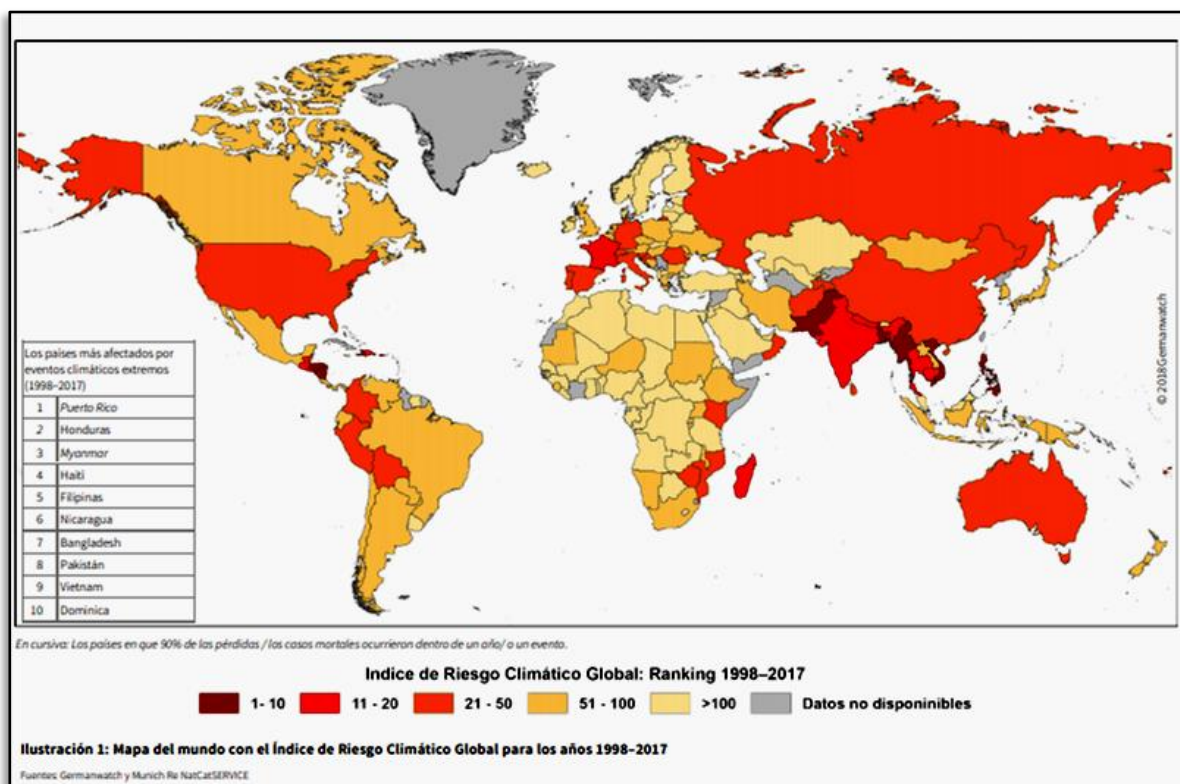 Los países más afectados por
eventos climáticos extremos
(1998–2017)
1 Puerto Rico
2 Honduras
3 Myanmar
4 Haití
5 Filipinas
6 Nicaragua
7 Bangladesh
8 Pakistán
9 Vietnam
10 Dominica
© 2018Germanwatch
En cursiva: Los países en que 90% de las pérdidas / los casos mortales ocurrieron dentro de un año/ o un evento.
Indice de Riesgo Climático Global: Ranking 1998–2017
1- 10 11 - 20 21 - 50 51 - 100 >100 Datos no disponinibles
Ilustración 1: Mapa del mundo con el Índice de Riesgo Climático Global para los años 1998–2017
Fuentes: Germanwatch y Munich Re NatCatSERVICE